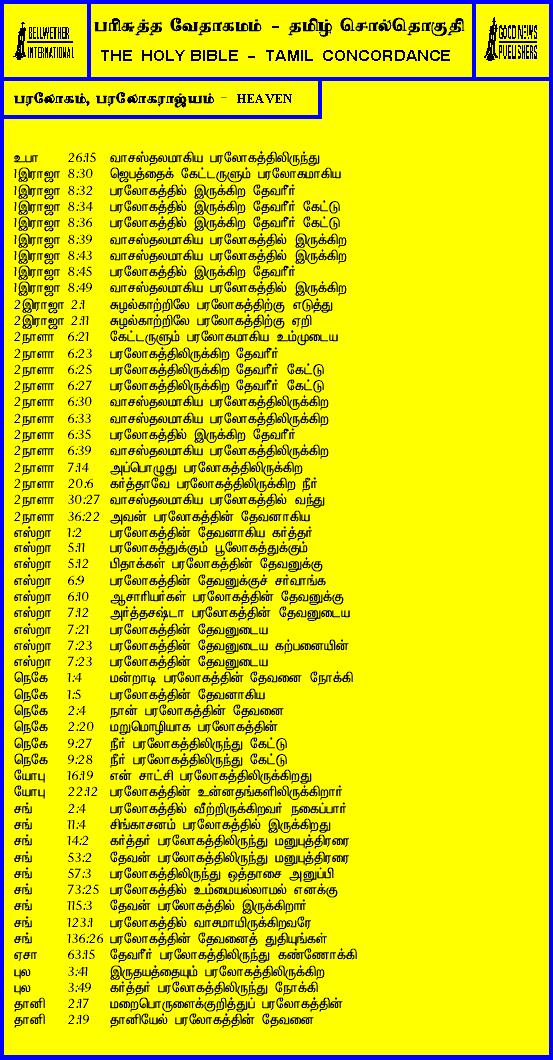 BELLWETHER
INTERNATIONAL
பரிசுத்த வேதாகமம் - தமிழ் சொல்தொகுதி
THE HOLY BIBLE - TAMIL CONCORDANCE
GOOD NEWS
PUBLISHERS
பரலோகம், பரலோகராஜ்யம் - HEAVEN
உபா 26:15 வாசஸ்தலமாகிய பரலோகத்திலிருந்து
1இராஜா 8:30 ஜெபத்தைக் கேட்டருளும் பரலோகமாகிய
1இராஜா 8:32 பரலோகத்தில் இருக்கிற தேவரீர்
1இராஜா 8:34 பரலோகத்தில் இருக்கிற தேவரீர் கேட்டு
1இராஜா 8:36 பரலோகத்தில் இருக்கிற தேவரீர் கேட்டு
1இராஜா 8:39 வாசஸ்தலமாகிய பரலோகத்தில் இருக்கிற
1இராஜா 8:43 வாசஸ்தலமாகிய பரலோகத்தில் இருக்கிற
1இராஜா 8:45 பரலோகத்தில் இருக்கிற தேவரீர்
1இராஜா 8:49 வாசஸ்தலமாகிய பரலோகத்தில் இருக்கிற
2இராஜா 2:1 சுழல்காற்றிலே பரலோகத்திற்கு எடுத்து
2இராஜா 2:11 சுழல்காற்றிலே பரலோகத்திற்கு ஏறி
2நாளா 6:21 கேட்டருளும் பரலோகமாகிய உம்முடைய
2நாளா 6:23 பரலோகத்திலிருக்கிற தேவரீர்
2நாளா 6:25 பரலோகத்திலிருக்கிற தேவரீர் கேட்டு
2நாளா 6:27 பரலோகத்திலிருக்கிற தேவரீர் கேட்டு
2நாளா 6:30 வாசஸ்தலமாகிய பரலோகத்திலிருக்கிற
2நாளா 6:33 வாசஸ்தலமாகிய பரலோகத்திலிருக்கிற
2நாளா 6:35 பரலோகத்தில் இருக்கிற தேவரீர்
2நாளா 6:39 வாசஸ்தலமாகிய பரலோகத்திலிருக்கிற
2நாளா 7:14 அப்பொழுது பரலோகத்திலிருக்கிற
2நாளா 20:6 கர்த்தாவே பரலோகத்திலிருக்கிற நீர்
2நாளா 30:27 வாசஸ்தலமாகிய பரலோகத்தில் வந்து
2நாளா 36:22 அவன் பரலோகத்தின் தேவனாகிய
எஸ்றா 1:2 பரலோகத்தின் தேவனாகிய கர்த்தர்
எஸ்றா 5:11 பரலோகத்துக்கும் பூலோகத்துக்கும்
எஸ்றா 5:12 பிதாக்கள் பரலோகத்தின் தேவனுக்கு
எஸ்றா 6:9 பரலோகத்தின் தேவனுக்குச் சர்வாங்க
எஸ்றா 6:10 ஆசாரியர்கள் பரலோகத்தின் தேவனுக்கு
எஸ்றா 7:12 அர்த்தசஷ்டா பரலோகத்தின் தேவனுடைய
எஸ்றா 7:21 பரலோகத்தின் தேவனுடைய
எஸ்றா 7:23 பரலோகத்தின் தேவனுடைய கற்பனையின்
எஸ்றா 7:23 பரலோகத்தின் தேவனுடைய
நெகே 1:4 மன்றாடி பரலோகத்தின் தேவனை நோக்கி
நெகே 1:5 பரலோகத்தின் தேவனாகிய
நெகே 2:4 நான் பரலோகத்தின் தேவனை
நெகே 2:20 மறுமொழியாக பரலோகத்தின்
நெகே 9:27 நீர் பரலோகத்திலிருந்து கேட்டு
நெகே 9:28 நீர் பரலோகத்திலிருந்து கேட்டு
யோபு 16:19 என் சாட்சி பரலோகத்திலிருக்கிறது
யோபு 22:12 பரலோகத்தின் உன்னதங்களிலிருக்கிறார்
சங் 2:4 பரலோகத்தில் வீற்றிருக்கிறவர் நகைப்பார்
சங் 11:4 சிங்காசனம் பரலோகத்தில் இருக்கிறது
சங் 14:2 கர்த்தர் பரலோகத்திலிருந்து மனுபுத்திரரை
சங் 53:2 தேவன் பரலோகத்திலிருந்து மனுபுத்திரரை
சங் 57:3 பரலோகத்திலிருந்து ஒத்தாசை அனுப்பி
சங் 73:25 பரலோகத்தில் உம்மையல்லாமல் எனக்கு
சங் 115:3 தேவன் பரலோகத்தில் இருக்கிறார்
சங் 123:1 பரலோகத்தில் வாசமாயிருக்கிறவரே
சங் 136:26 பரலோகத்தின் தேவனைத் துதியுங்கள்
ஏசா 63:15 தேவரீர் பரலோகத்திலிருந்து கண்ணோக்கி
புல 3:41 இருதயத்தையும் பரலோகத்திலிருக்கிற
புல 3:49 கர்த்தர் பரலோகத்திலிருந்து நோக்கி
தானி 2:17 மறைபொருளைக்குறித்துப் பரலோகத்தின்
தானி 2:19 தானியேல் பரலோகத்தின் தேவனை